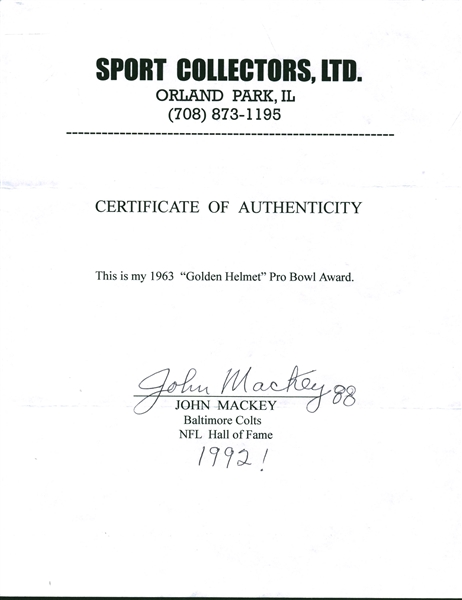 SPORT COLLECTORS, LTD.
ORLAND PARK, IL
(708) 873-1195
CERTIFICATE OF AUTHENTICITY
This is my 1963 "Golden Helmet" Pro Bowl Award.
John Mackey 88
JOHN MACKEY
Baltimore Colts
NFL Hall of Fame
1992!